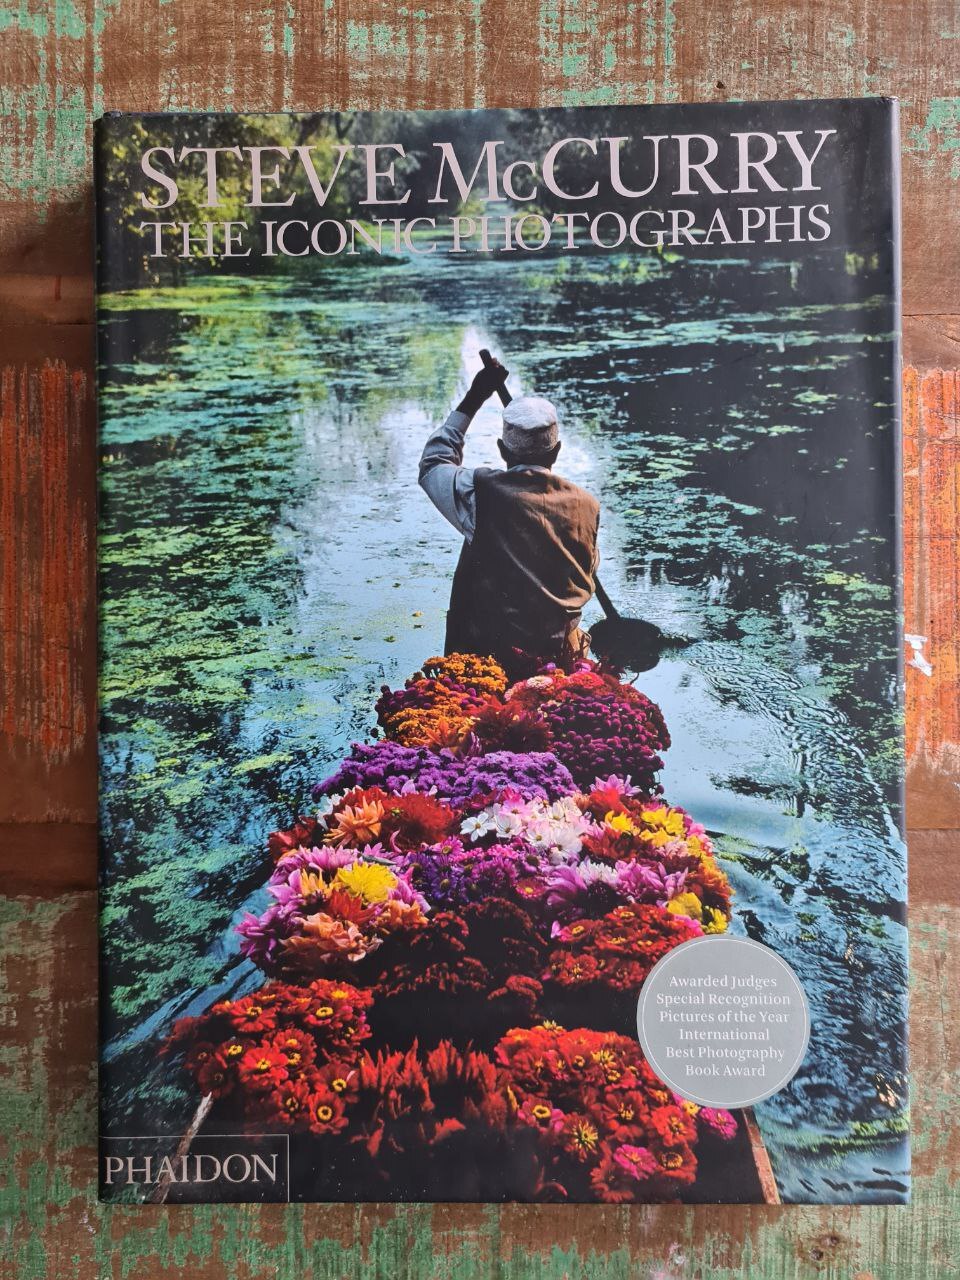 STEVE McCURRY
THE ICONIC PHOTOGRAPHS
Awarded Judges
Special Recognition
Pictures of the Year
International
Best Photography
Book Award
PHAIDON